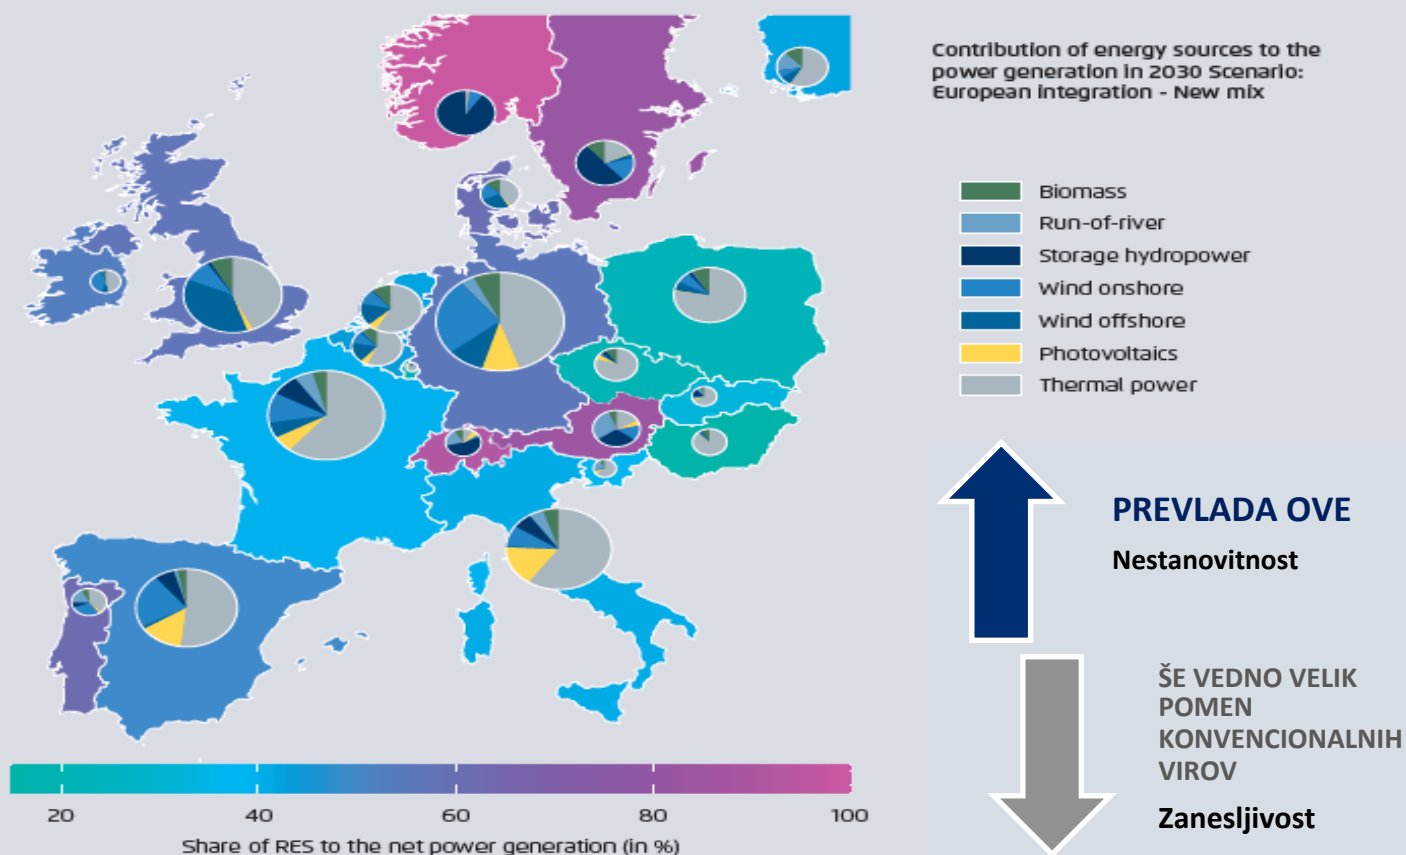 Contribution of energy sources to the
power generation in 2030 Scenario:
European integration - New mix
Biomass
Run-of-river
Storage hydropower
Wind onshore
Wind offshore
Photovoltaics
Thermal power
PREVLADA OVE
Nestanovitnost
ŠE VEDNO VELIK
POMEN
KONVENCIONALNIH
VIROV
Zanesljivost
20 40 60 80 100
Share of RES to the net power generation (in %)